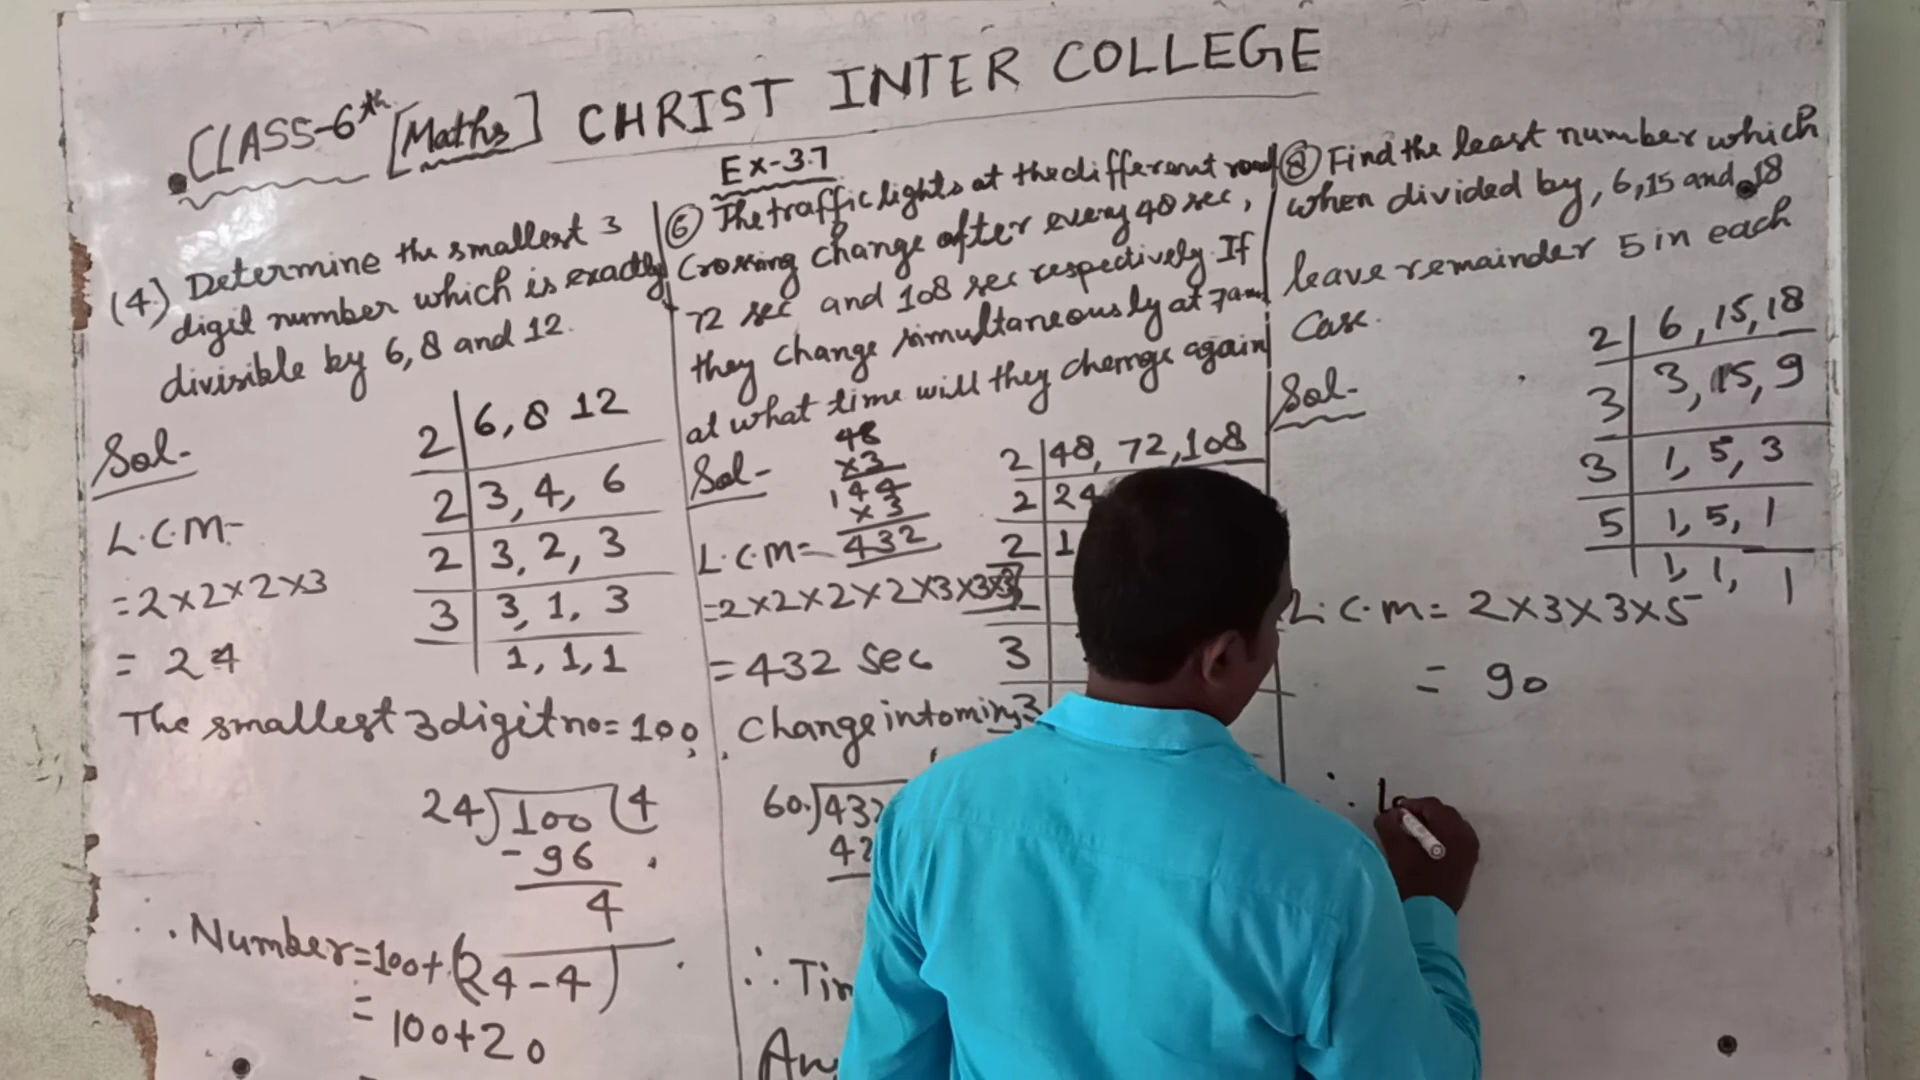 CLASS-6th [Maths] CHRIST INTER COLLEGE
Ex-3.7
(4.) Determine the smallest 3
digit number which is exactly
divisible by 6, 8 and 12.
Sol-
2 | 6, 8 12
2 | 3, 4, 6
2 | 3, 2, 3
3 | 3, 1, 3
1, 1, 1
L.C.M-
= 2×2×2×3
= 24
The smallest 3 digit no = 100
24) 100 (4
- 96
4
Number = 100 + (24 - 4)
= 100 + 20
(6) The traffic lights at the different road
Crossing change after every 48 sec,
72 sec and 108 sec respectively. If
they change simultaneously at 7am
at what time will they change again
Sol-
48
×3
144
×3
432
2 | 48, 72, 108
2 | 24
2 | 1
3
L.C.M =
= 2×2×2×2×3×3×3
= 432 sec
Change into min
3
60) 432
42
∴ Tim
An
(8) Find the least number which
when divided by, 6, 15 and 18
leave remainder 5 in each
Case.
Sol-
2 | 6, 15, 18
3 | 3, 15, 9
3 | 1, 5, 3
5 | 1, 5, 1
1, 1, 1
L.C.M = 2×3×3×5
= 90